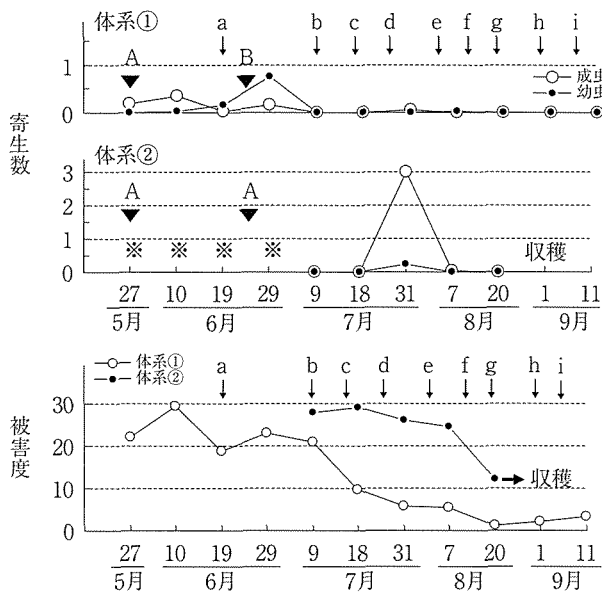 体系①
a b c d e f g h i
A B
1
0
成虫
幼虫
寄生数
体系②
A A
3
2
1
0
※ ※ ※ ※
収穫
27 10 19 29 9 18 31 7 20 1 11
5月 6月 7月 8月 9月
体系①
体系②
a b c d e f g h i
30
20
10
0
被害度
収穫
27 10 19 29 9 18 31 7 20 1 11
5月 6月 7月 8月 9月